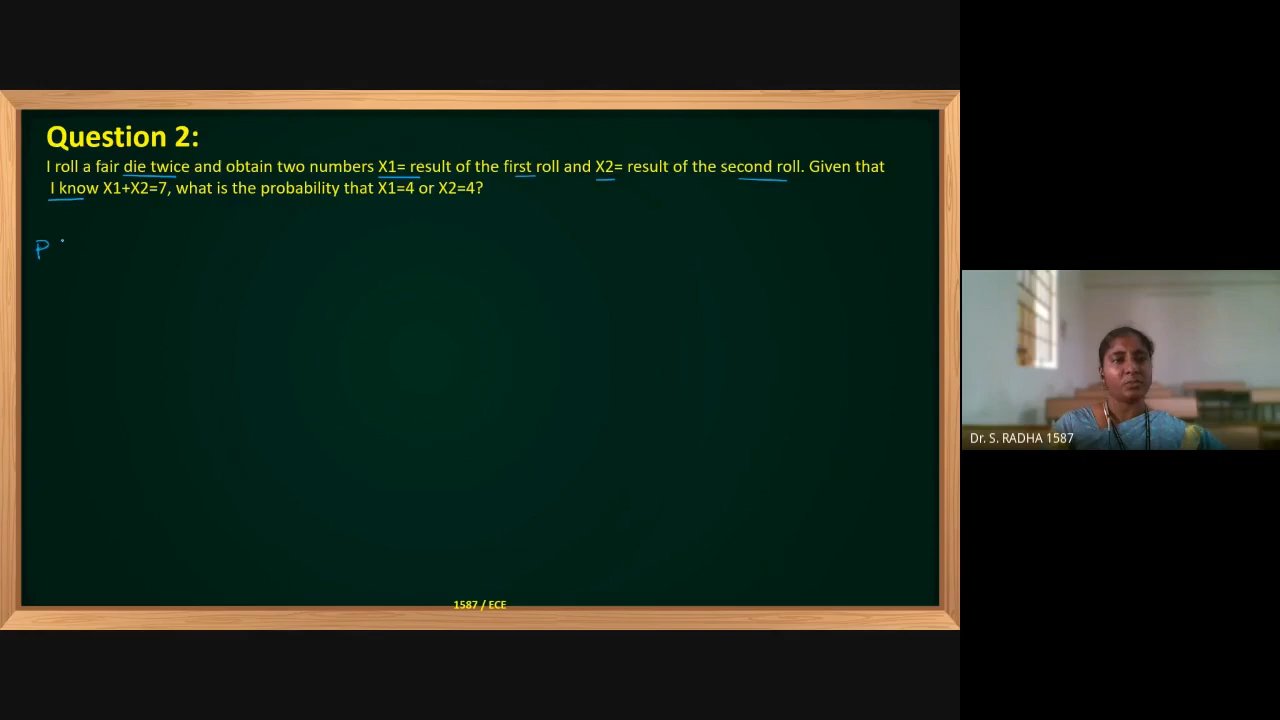 Question 2:
I roll a fair die twice and obtain two numbers X1= result of the first roll and X2= result of the second roll. Given that
I know X1+X2=7, what is the probability that X1=4 or X2=4?
P
1587 / ECE
Dr. S. RADHA 1587